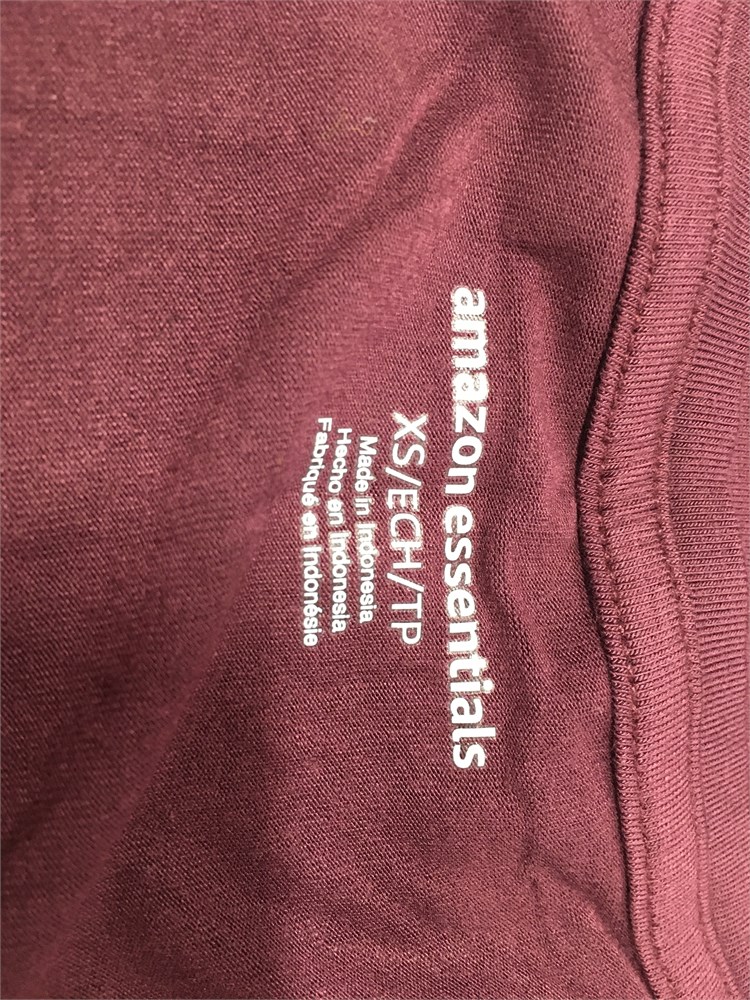 amazon essentials
XS/ECH/TP
Made in Indonesia
Hecho en Indonesia
Fabriqué en Indonésie